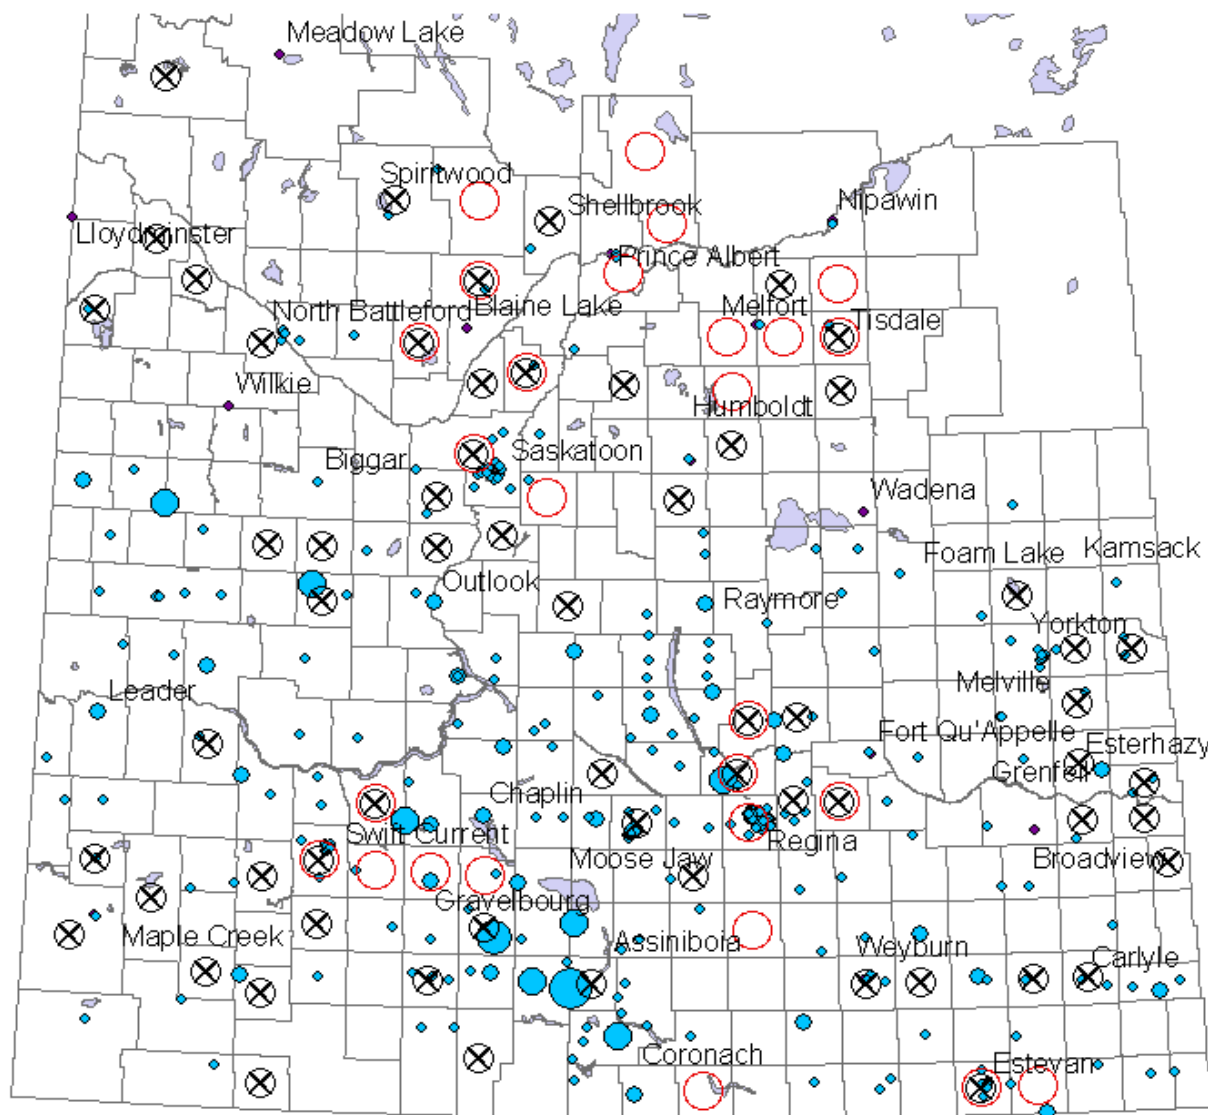 Meadow Lake
Spiritwood
Shellbrook
Nipawin
Lloydminster
Prince Albert
North Battleford
Blaine Lake
Melfort
Tisdale
Wilkie
Humboldt
Biggar
Saskatoon
Wadena
Foam Lake
Kamsack
Outlook
Raymore
Yorkton
Leader
Melville
Fort Qu'Appelle
Esterhazy
Grenfell
Chaplin
Swift Current
Regina
Moose Jaw
Broadview
Gravelbourg
Maple Creek
Assiniboia
Weyburn
Carlyle
Coronach
Estevan